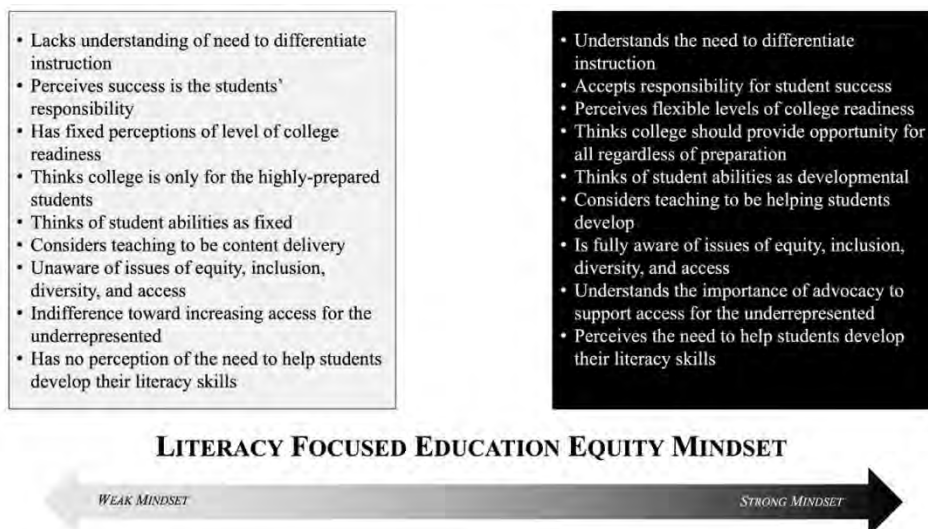 • Lacks understanding of need to differentiate
instruction
• Perceives success is the students'
responsibility
• Has fixed perceptions of level of college
readiness
• Thinks college is only for the highly-prepared
students
• Thinks of student abilities as fixed
• Considers teaching to be content delivery
• Unaware of issues of equity, inclusion,
diversity, and access
• Indifference toward increasing access for the
underrepresented
• Has no perception of the need to help students
develop their literacy skills
• Understands the need to differentiate
instruction
• Accepts responsibility for student success
• Perceives flexible levels of college readiness
• Thinks college should provide opportunity for
all regardless of preparation
• Thinks of student abilities as developmental
• Considers teaching to be helping students
develop
• Is fully aware of issues of equity, inclusion,
diversity, and access
• Understands the importance of advocacy to
support access for the underrepresented
• Perceives the need to help students develop
their literacy skills
LITERACY FOCUSED EDUCATION EQUITY MINDSET
WEAK MINDSET
STRONG MINDSET